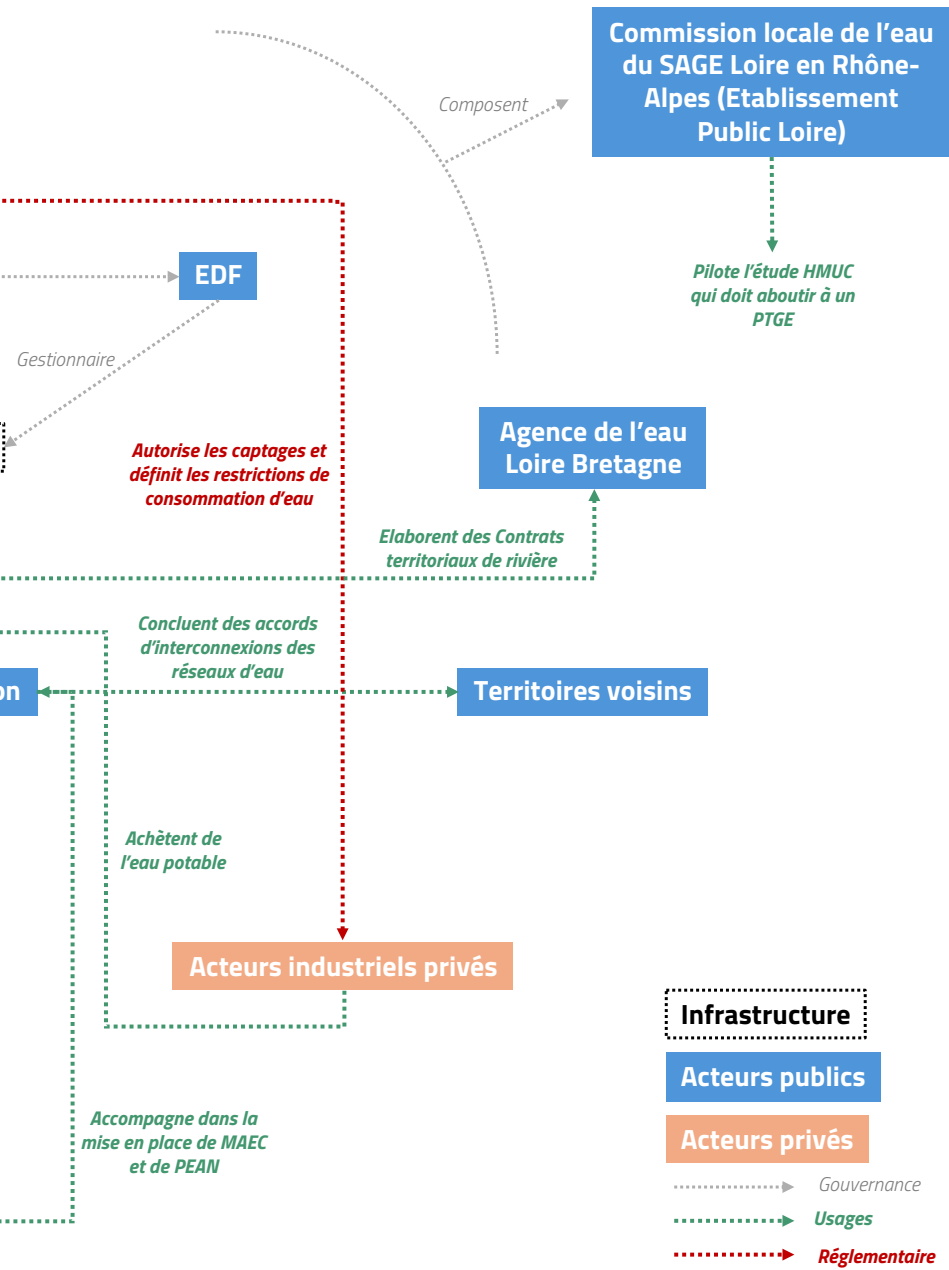 Commission locale de l'eau
du SAGE Loire en Rhône-
Alpes (Etablissement
Public Loire)
Composent
EDF
Pilote l'étude HMUC
qui doit aboutir à un
PTGE
Gestionnaire
Agence de l'eau
Loire Bretagne
Autorise les captages et
définit les restrictions de
consommation d'eau
Elaborent des Contrats
territoriaux de rivière
Concluent des accords
d'interconnexions des
réseaux d'eau
on
Territoires voisins
Achètent de
l'eau potable
Acteurs industriels privés
Infrastructure
Acteurs publics
Accompagne dans la
mise en place de MAEC
et de PEAN
Acteurs privés
Gouvernance
Usages
Réglementaire